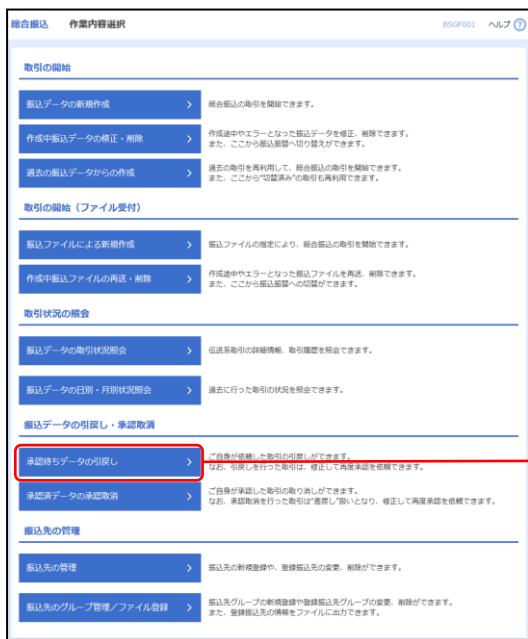 総合振込 作業内容選択 BSGF001 ヘルプ ?
取引の開始
振込データの新規作成 > 総合振込の取引を開始できます。
作成中振込データの修正・削除 > 作成途中やエラーとなった振込データを修正、削除できます。
また、ここから振込振替へ切り替えができます。
過去の振込データからの作成 > 過去の取引を再利用して、総合振込の取引を開始できます。
また、ここから"切替済み"の取引も再利用できます。
取引の開始（ファイル受付）
振込ファイルによる新規作成 > 振込ファイルの指定により、総合振込の取引を開始できます。
作成中振込ファイルの再送・削除 > 作成途中やエラーとなった振込ファイルを再送、削除できます。
また、ここから振込振替への切替ができます。
取引状況の照会
振込データの取引状況照会 > 伝送系取引の詳細情報、取引履歴を照会できます。
振込データの日別・月別状況照会 > 過去に行った取引の状況を照会できます。
振込データの引戻し・承認取消
承認待ちデータの引戻し > ご自身が依頼した取引の引戻しができます。
なお、引戻しを行った取引は、修正して再度承認を依頼できます。
承認済データの承認取消 > ご自身が承認した取引の取り消しができます。
なお、承認取消を行った取引は"差戻し"扱いとなり、修正して再度承認を依頼できます。
振込先の管理
振込先の管理 > 振込先の新規登録や、登録振込先の変更、削除ができます。
振込先のグループ管理／ファイル登録 > 振込先グループの新規登録や登録振込先グループの変更、削除ができます。
また、登録振込先の情報をファイルに出力できます。